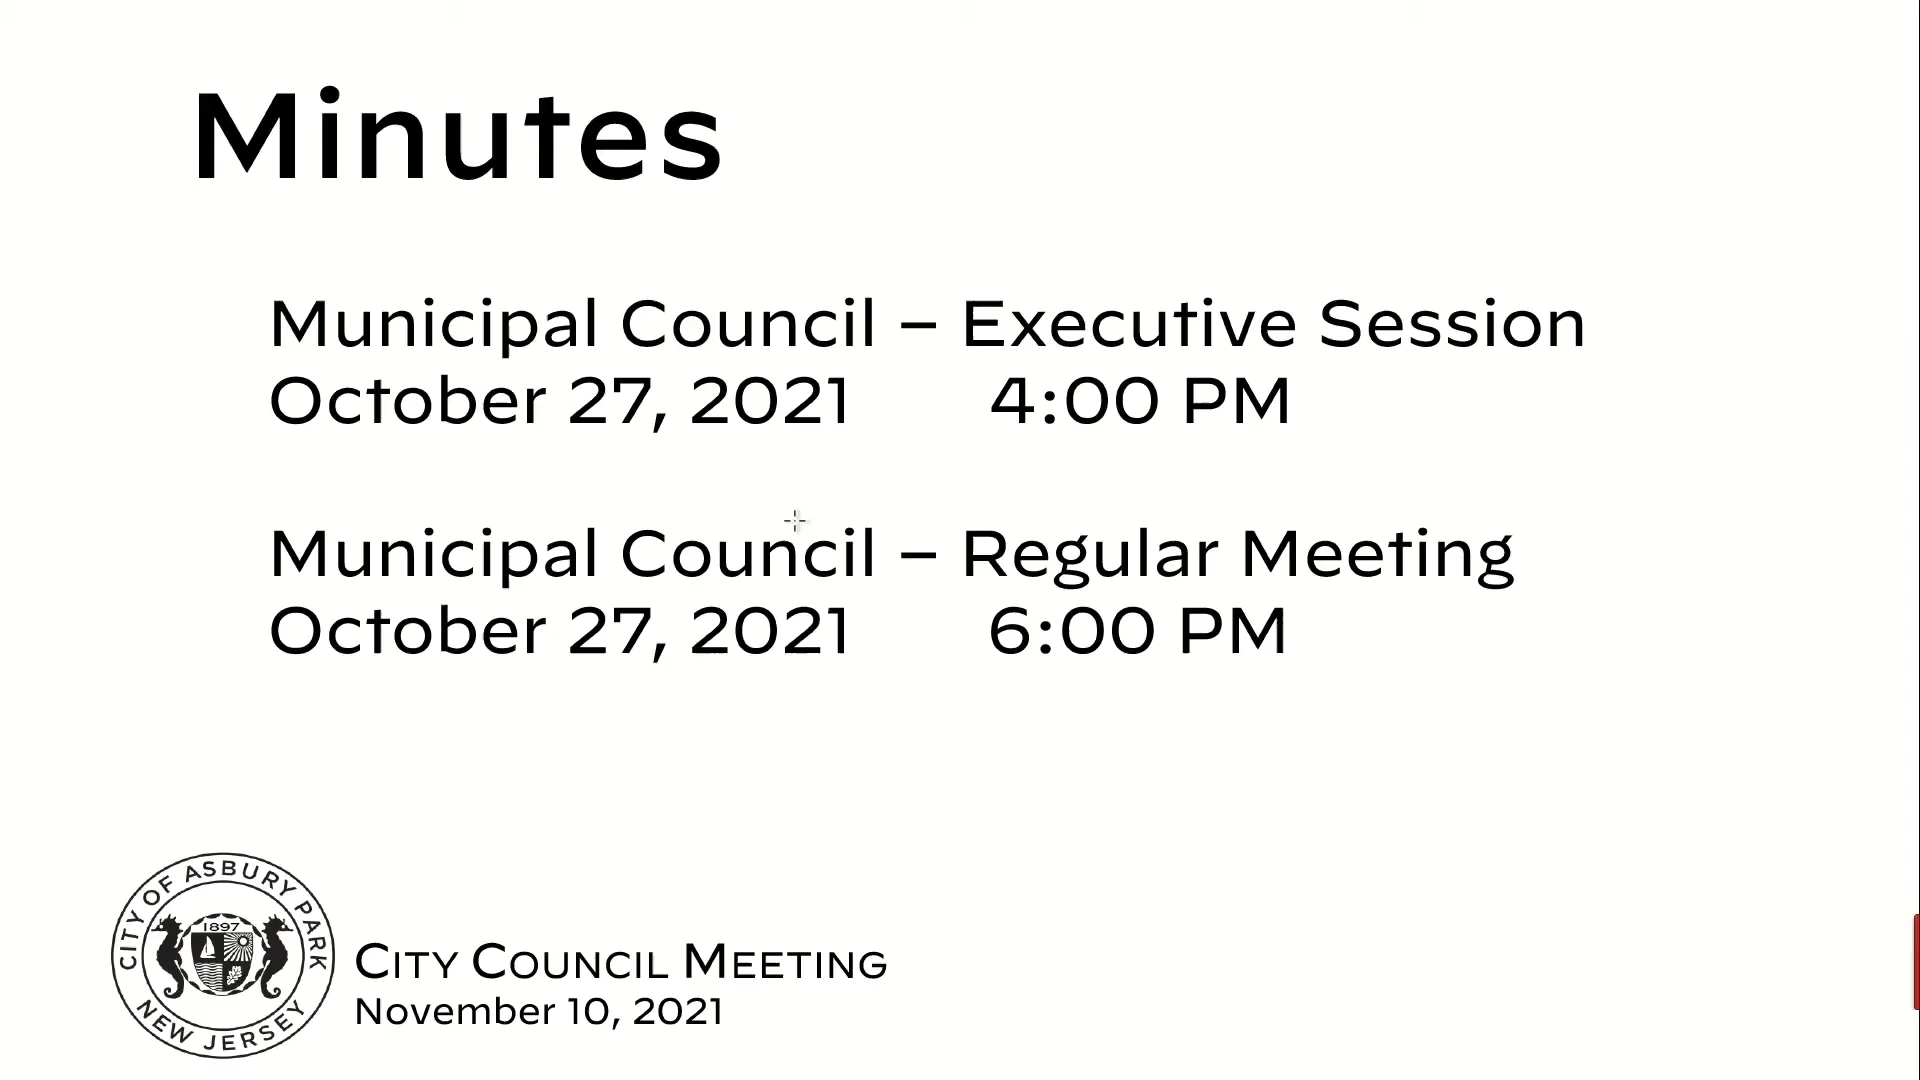 Minutes
Municipal Council – Executive Session
October 27, 2021 4:00 PM
Municipal Council – Regular Meeting
October 27, 2021 6:00 PM
CITY OF ASBURY PARK
1897
NEW JERSEY
CITY COUNCIL MEETING
November 10, 2021